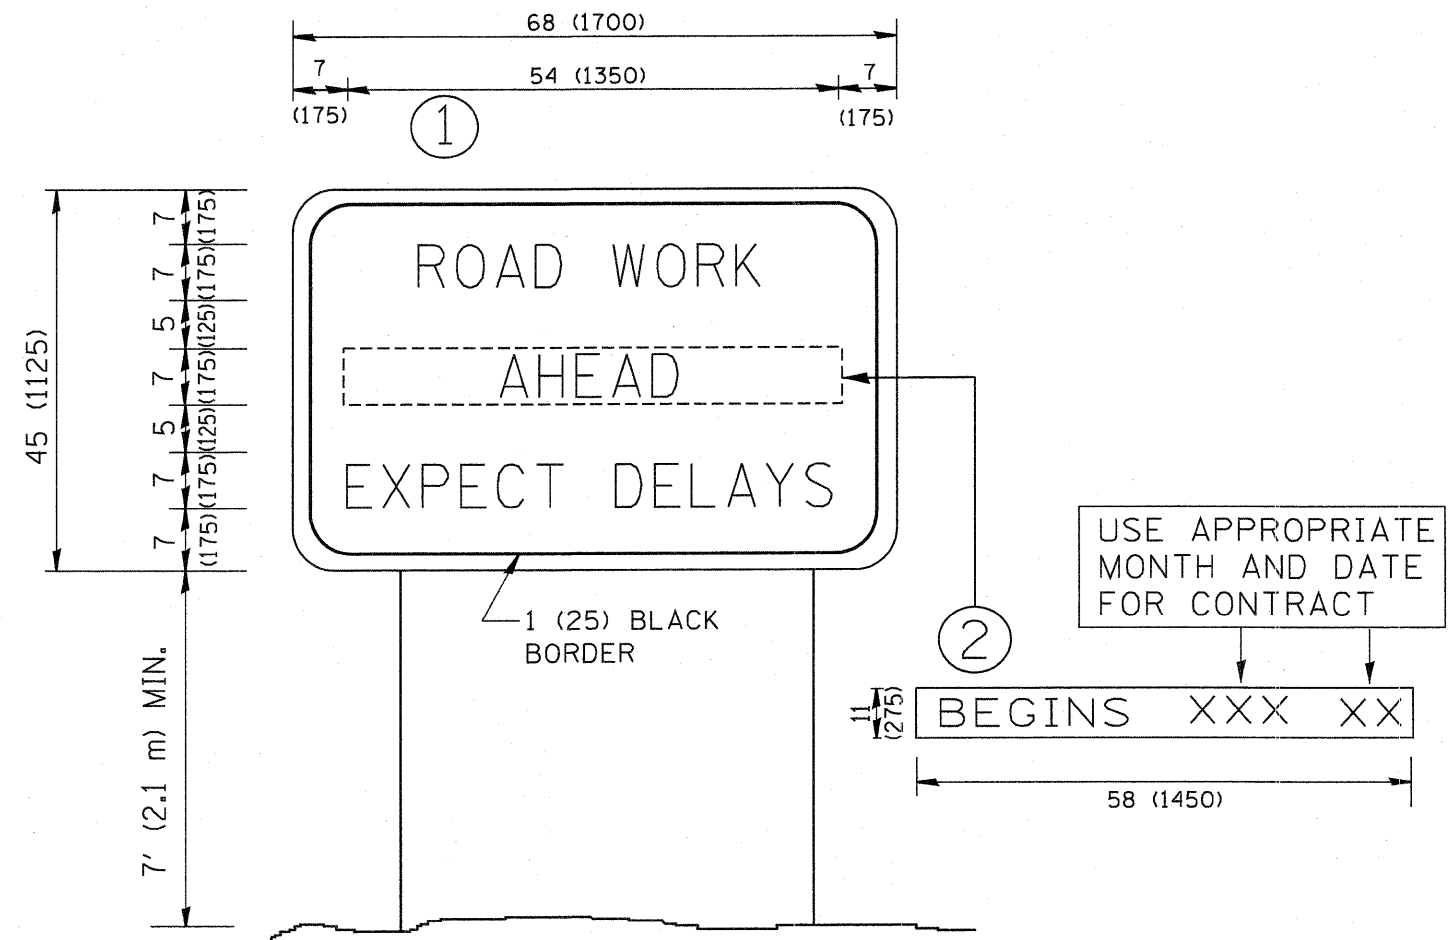 68 (1700)
7
54 (1350)
7
(175)
(175)
1
7
(175)
7
(175)
5
(125)
7
(175)
5
(125)
7
(175)
7
(175)
45 (1125)
ROAD WORK
AHEAD
EXPECT DELAYS
1 (25) BLACK
BORDER
7' (2.1 m) MIN.
USE APPROPRIATE
MONTH AND DATE
FOR CONTRACT
2
11
(275)
BEGINS XXX XX
58 (1450)